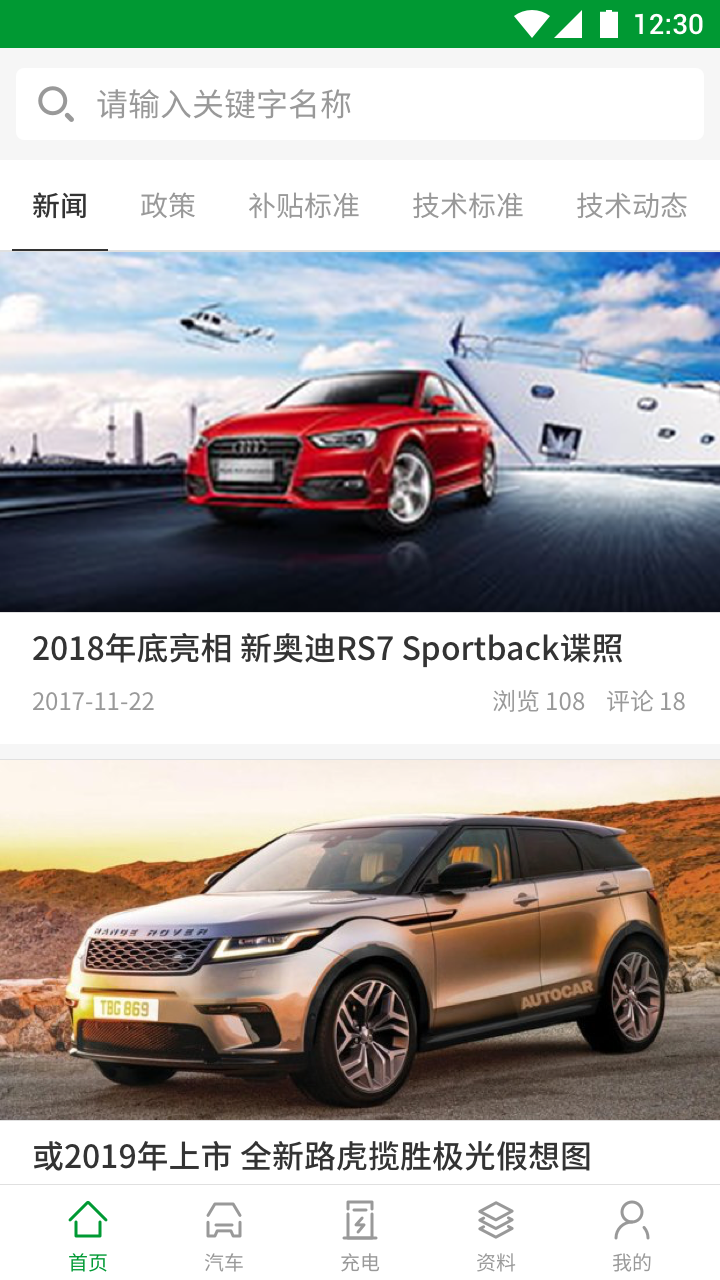 12:30
请输入关键字名称
新闻 政策 补贴标准 技术标准 技术动态
2018年底亮相 新奥迪RS7 Sportback谍照
2017-11-22 浏览 108 评论 18
RANGE ROVER
TBG 869
AUTOCAR
或2019年上市 全新路虎揽胜极光假想图
首页 汽车 充电 资料 我的